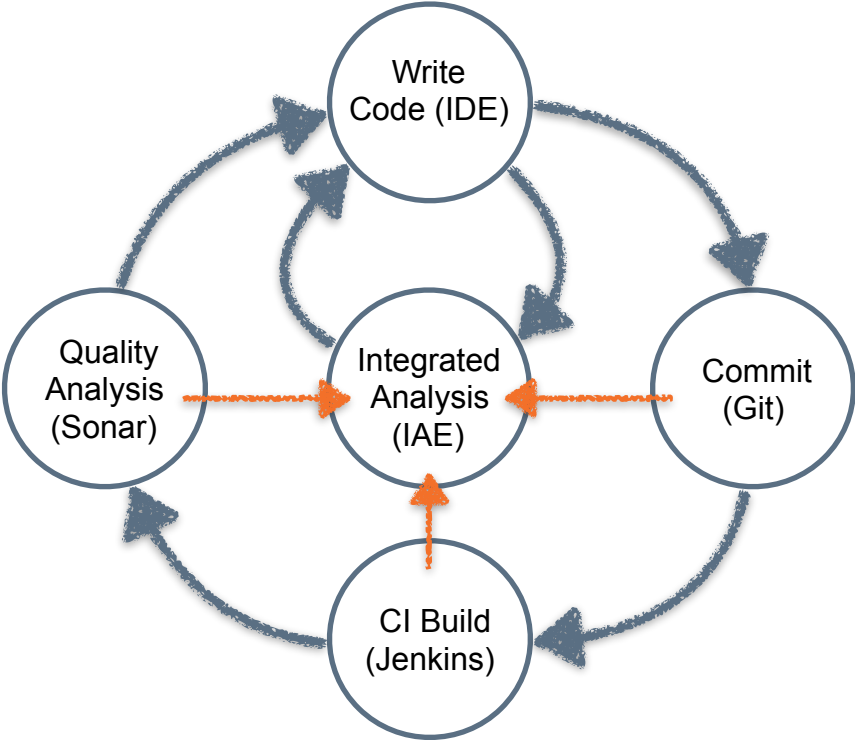 Write
Code (IDE)
Quality
Analysis
(Sonar)
Integrated
Analysis
(IAE)
Commit
(Git)
CI Build
(Jenkins)